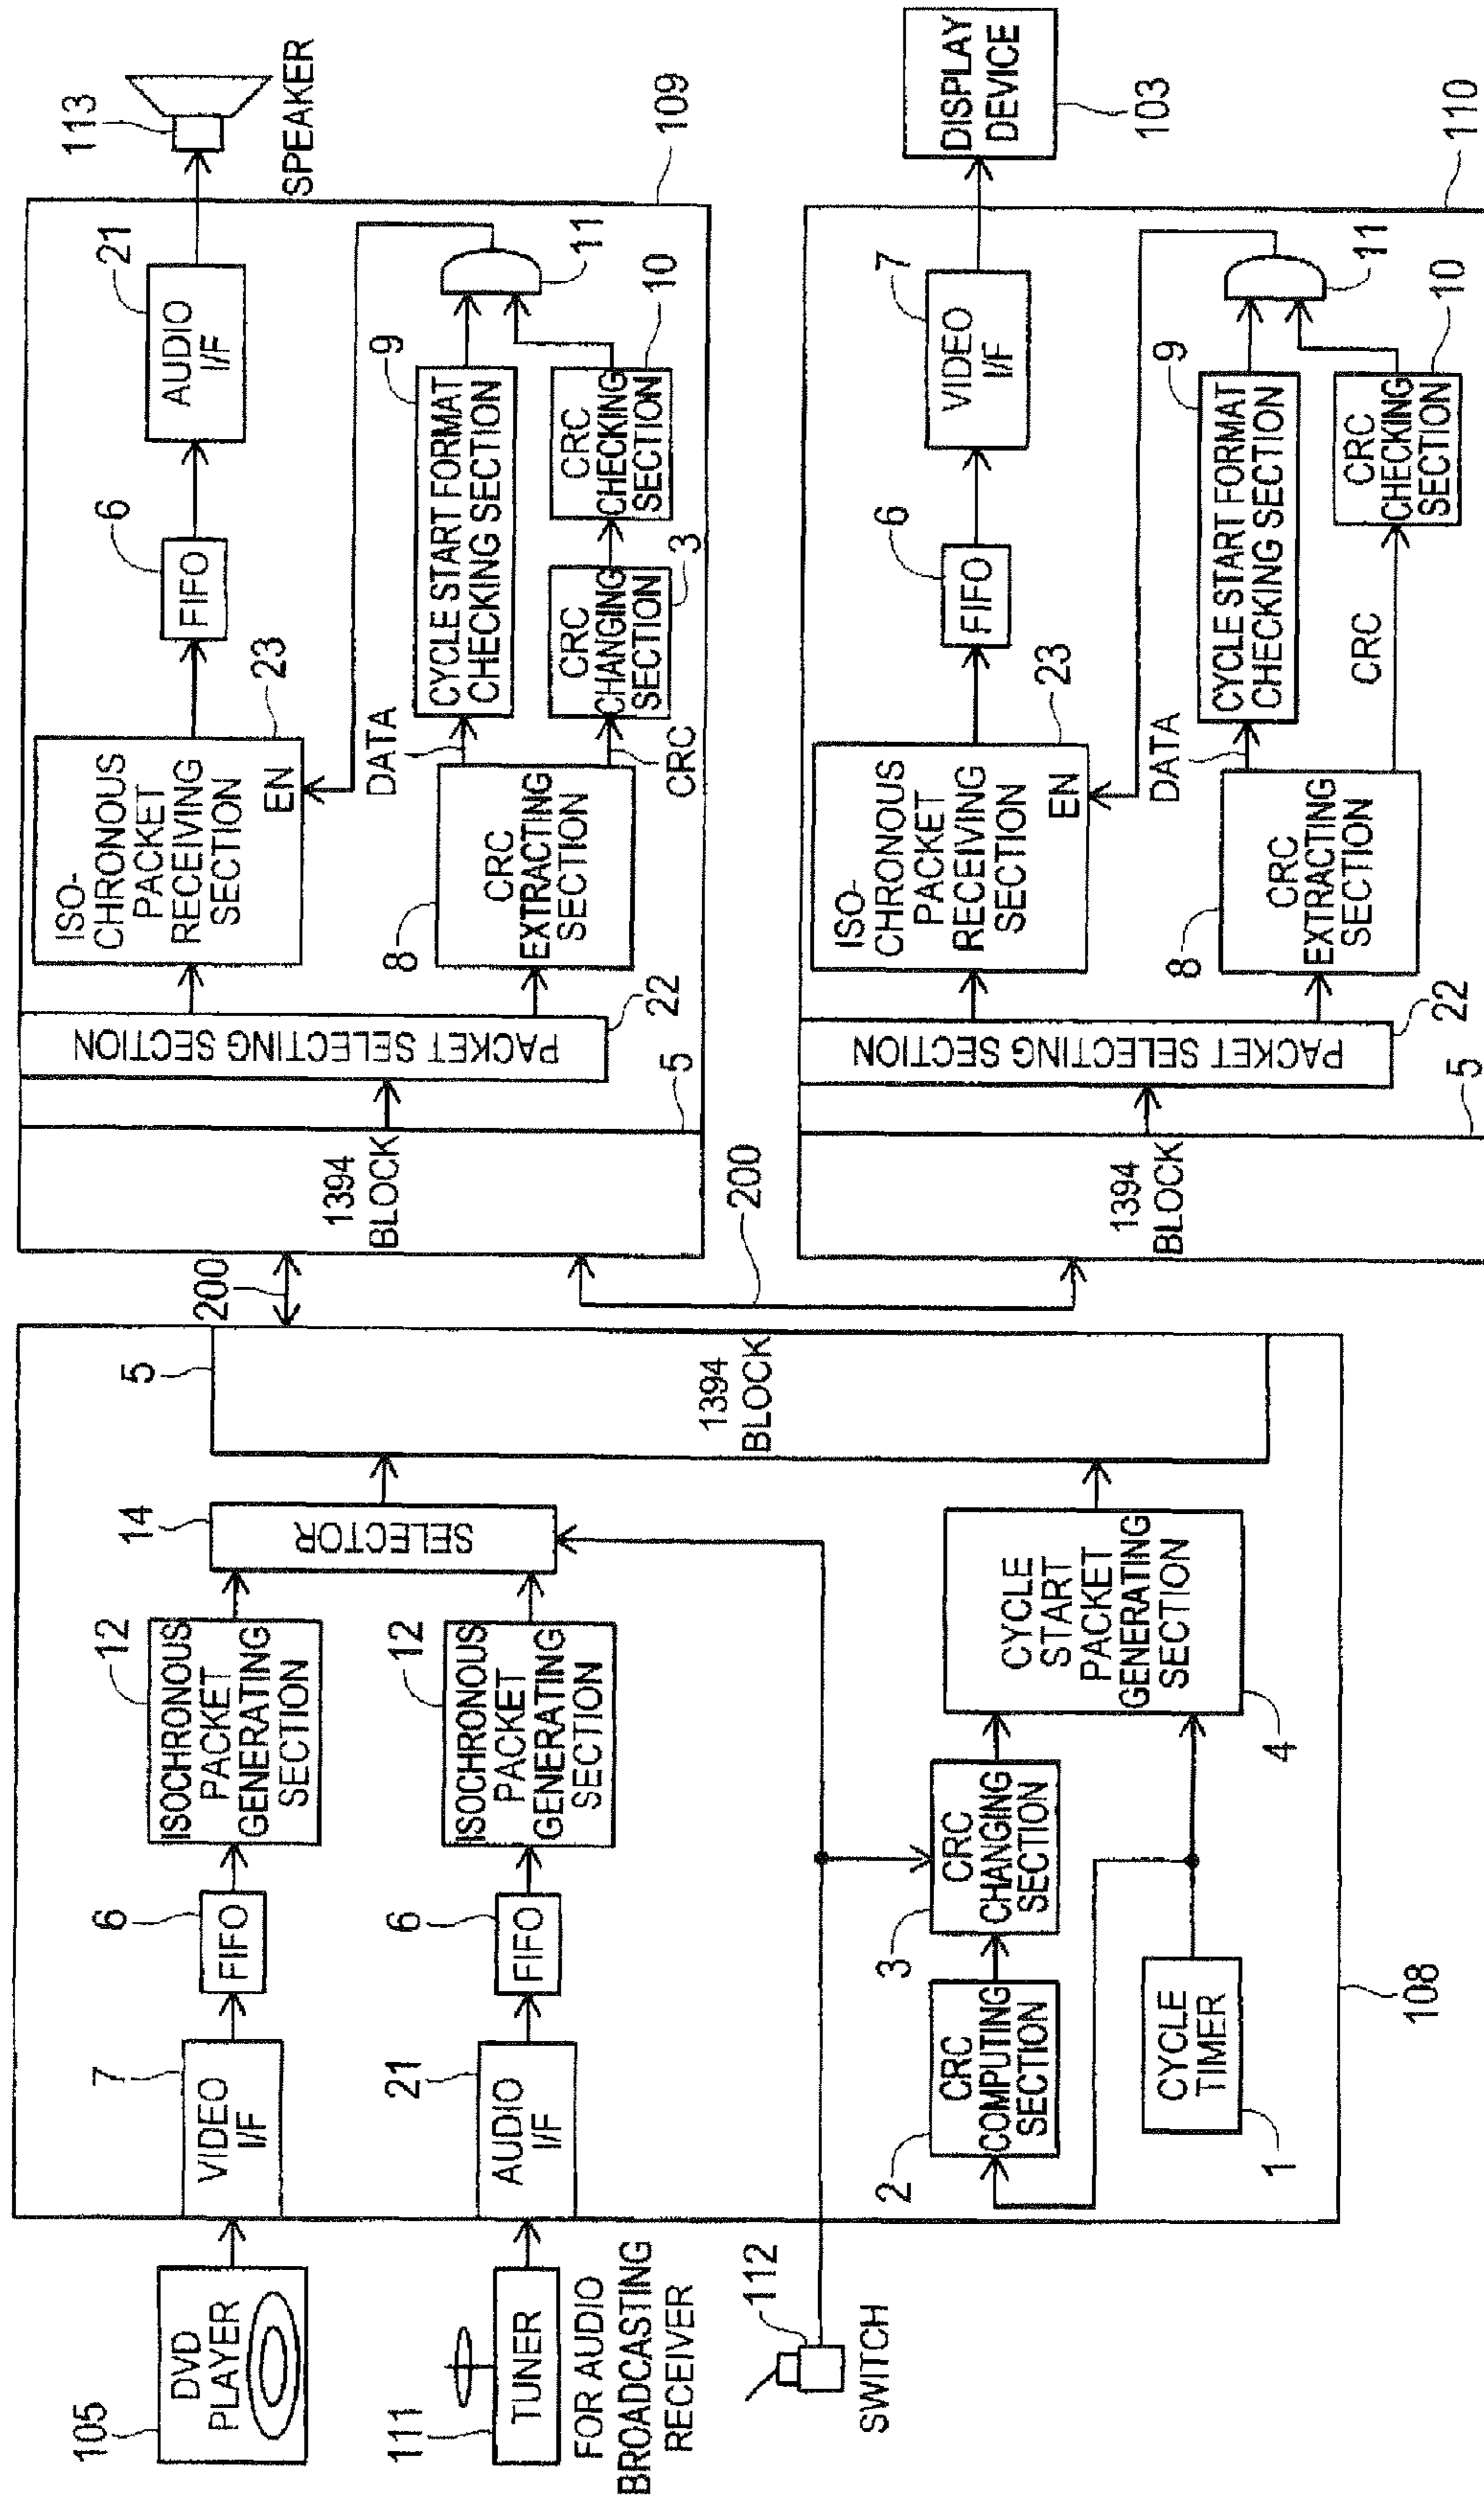 105
DVD
PLAYER
7
VIDEO
I/F
6
FIFO
12
ISOCHRONOUS
PACKET
GENERATING
SECTION
14
SELECTOR
5
1394
BLOCK
111
TUNER
FOR AUDIO
BROADCASTING
RECEIVER
21
AUDIO
I/F
6
FIFO
12
ISOCHRONOUS
PACKET
GENERATING
SECTION
112
SWITCH
2
CRC
COMPUTING
SECTION
3
CRC
CHANGING
SECTION
CYCLE
START
PACKET
GENERATING
SECTION
4
CYCLE
TIMER
1
108
200
200
1394
BLOCK
5
PACKET SELECTING SECTION
22
ISO-
CHRONOUS
PACKET
RECEIVING
SECTION
EN
23
6
FIFO
21
AUDIO
I/F
113
SPEAKER
8
CRC
EXTRACTING
SECTION
DATA
CRC
9
CYCLE START FORMAT
CHECKING SECTION
CRC
CHANGING
SECTION
3
CRC
CHECKING
SECTION
10
11
109
1394
BLOCK
5
PACKET SELECTING SECTION
22
ISO-
CHRONOUS
PACKET
RECEIVING
SECTION
EN
23
6
FIFO
7
VIDEO
I/F
DISPLAY
DEVICE
103
8
CRC
EXTRACTING
SECTION
DATA
CRC
9
CYCLE START FORMAT
CHECKING SECTION
CRC
CHECKING
SECTION
10
11
110